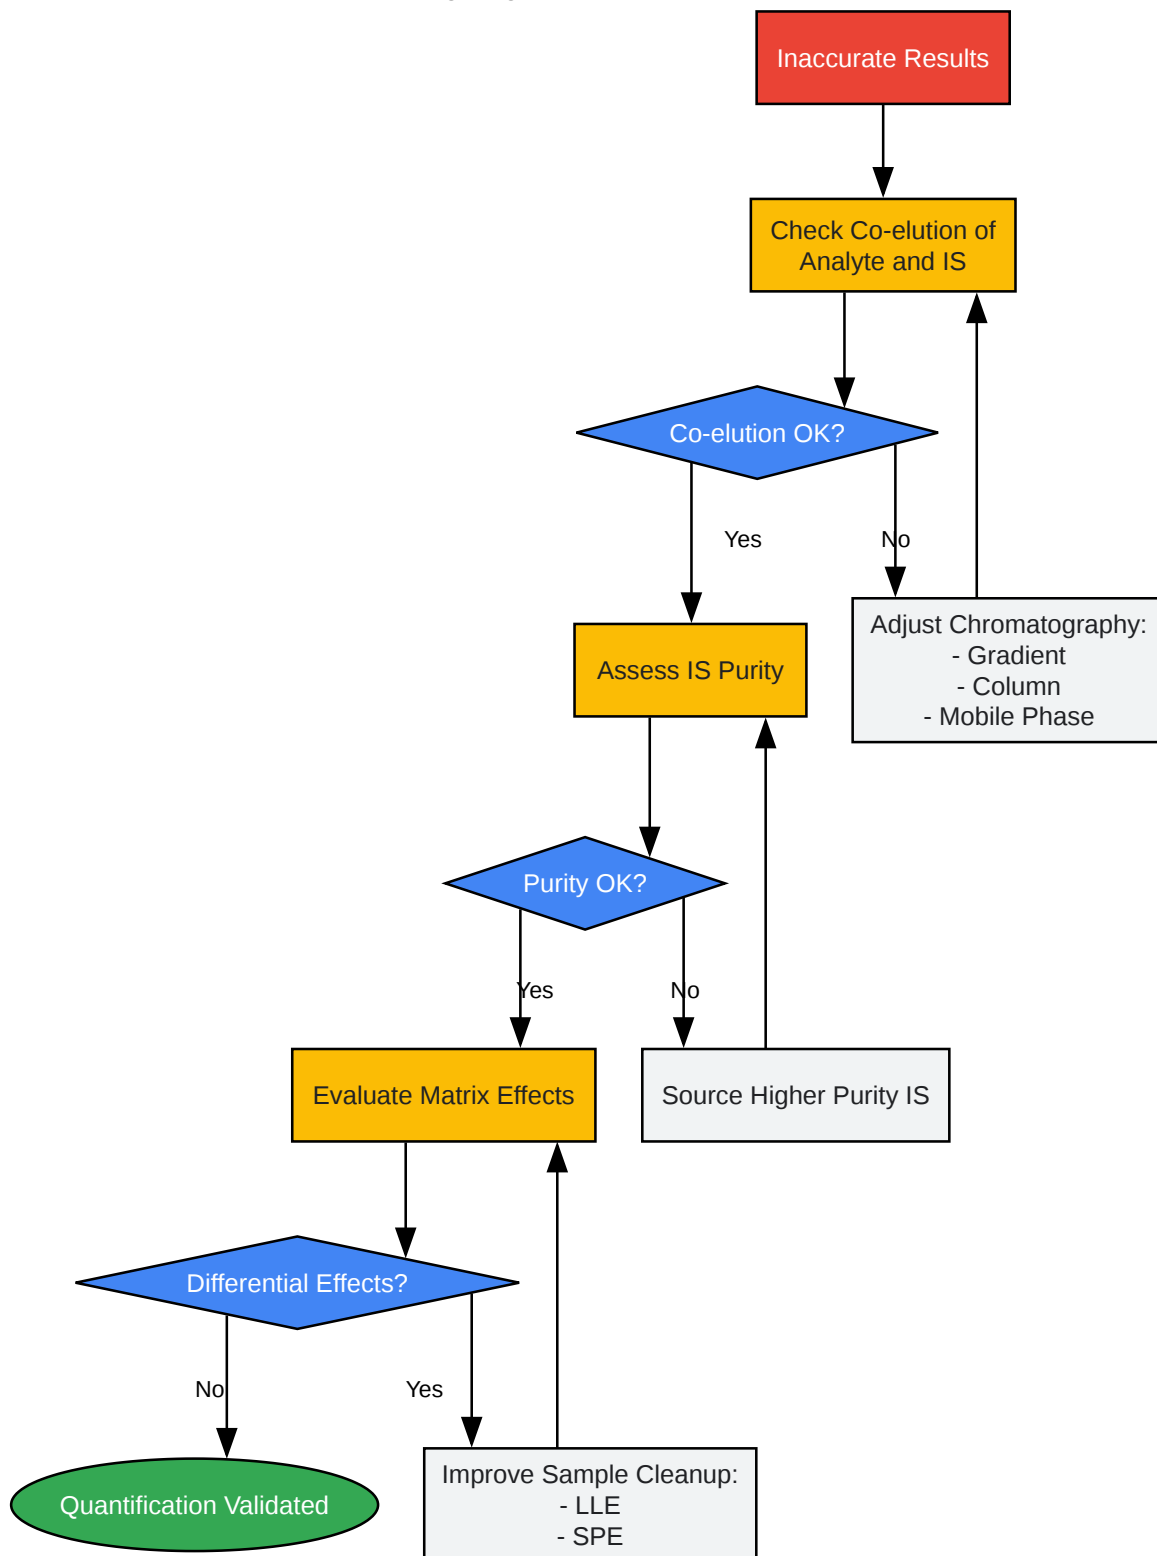 Inaccurate Results
Check Co-elution of
Analyte and IS
Co-elution OK?
Yes
No
Adjust Chromatography:
- Gradient
- Column
- Mobile Phase
Assess IS Purity
Purity OK?
Yes
No
Evaluate Matrix Effects
Source Higher Purity IS
Differential Effects?
No
Yes
Quantification Validated
Improve Sample Cleanup:
- LLE
- SPE